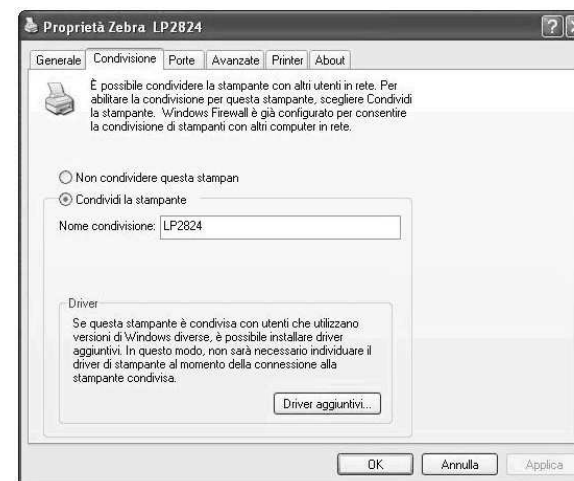 Proprietà Zebra LP2824
Generale Condivisione Porte Avanzate Printer About
È possibile condividere la stampante con altri utenti in rete. Per
abilitare la condivisione per questa stampante, scegliere Condividi
la stampante. Windows Firewall è già configurato per consentire
la condivisione di stampanti con altri computer in rete.
Non condividere questa stampan
Condividi la stampante
Nome condivisione: LP2824
Driver
Se questa stampante è condivisa con utenti che utilizzano
versioni di Windows diverse, è possibile installare driver
aggiuntivi. In questo modo, non sarà necessario individuare il
driver di stampante al momento della connessione alla
stampante condivisa.
Driver aggiuntivi...
OK Annulla Applica